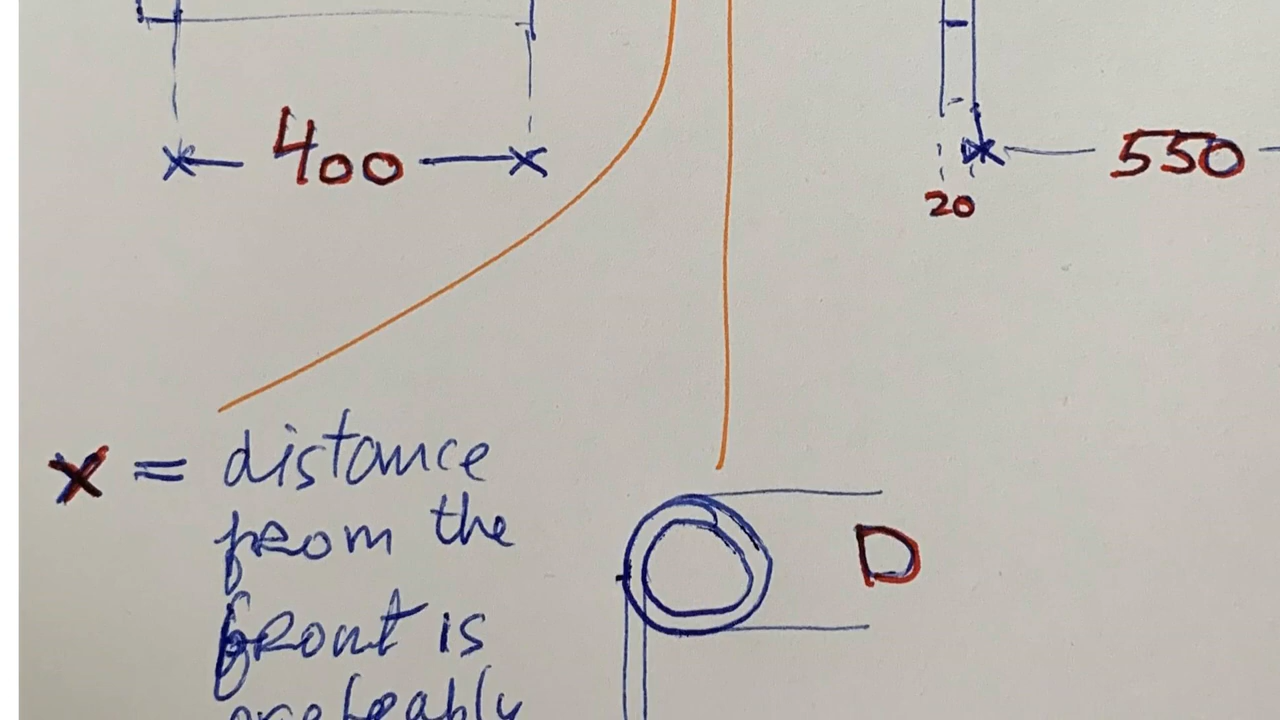 400
550
20
x = distance
from the
front is
D